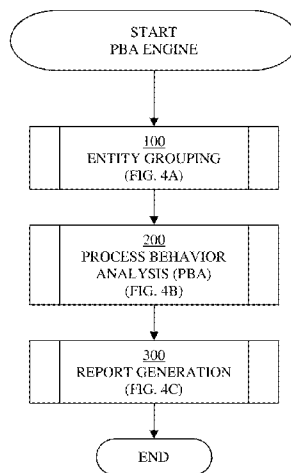 START
PBA ENGINE
100
ENTITY GROUPING
(FIG. 4A)
200
PROCESS BEHAVIOR
ANALYSIS (PBA)
(FIG. 4B)
300
REPORT GENERATION
(FIG. 4C)
END